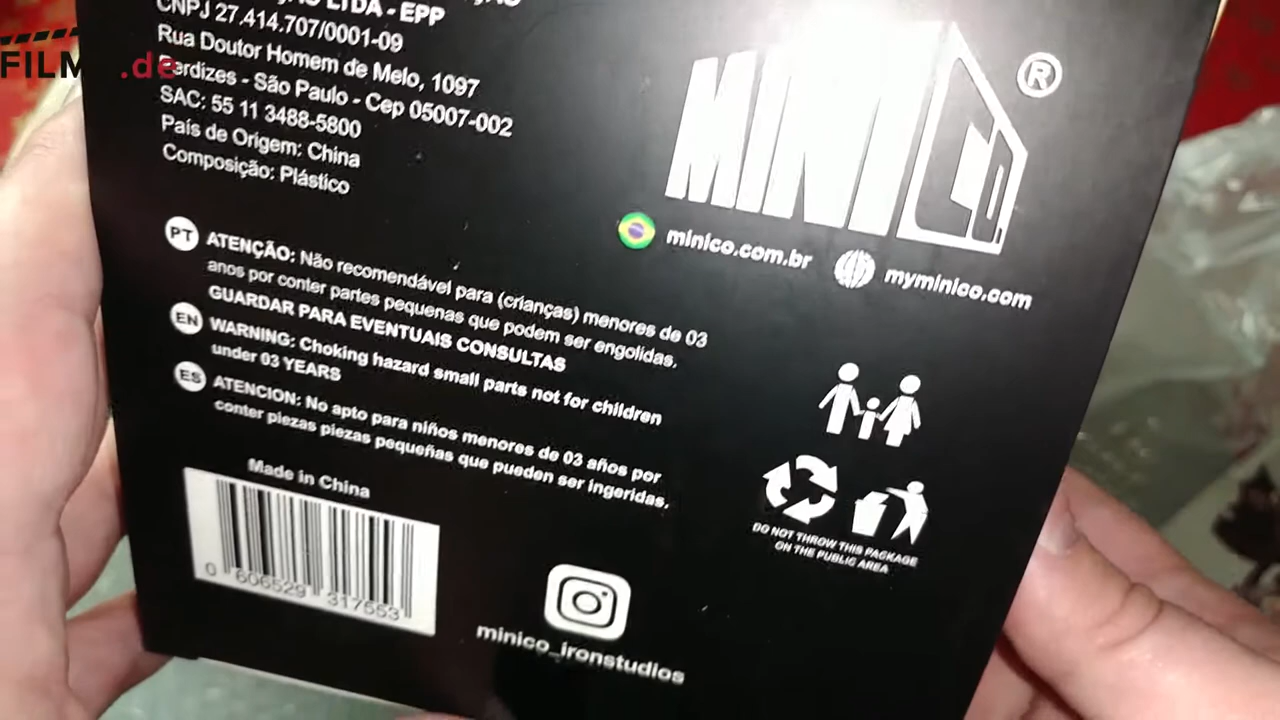 LTDA - EPP
CNPJ 27.414.707/0001-09
Rua Doutor Homem de Melo, 1097
Perdizes - São Paulo - Cep 05007-002
SAC: 55 11 3488-5800
País de Origem: China
Composição: Plástico
FILM .de
MINICO®
minico.com.br
myminico.com
PT
ATENÇÃO: Não recomendável para (crianças) menores de 03
anos por conter partes pequenas que podem ser engolidas.
GUARDAR PARA EVENTUAIS CONSULTAS
EN
WARNING: Choking hazard small parts not for children
under 03 YEARS
ES
ATENCION: No apto para niños menores de 03 años por
conter piezas piezas pequeñas que pueden ser ingeridas.
Made in China
0 606529 317553
DO NOT THROW THIS PACKAGE
ON THE PUBLIC AREA
minico_ironstudios